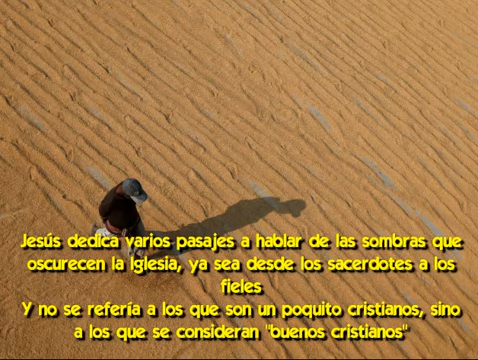 Jesús dedica varios pasajes a hablar de las sombras que
oscurecen la Iglesia, ya sea desde los sacerdotes a los
fieles
Y no se refería a los que son un poquito cristianos, sino
a los que se consideran "buenos cristianos"